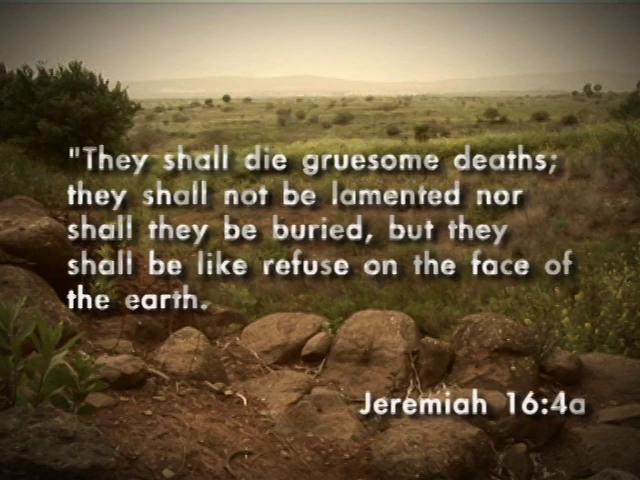 "They shall die gruesome deaths;
they shall not be lamented nor
shall they be buried, but they
shall be like refuse on the face of
the earth.
Jeremiah 16:4a